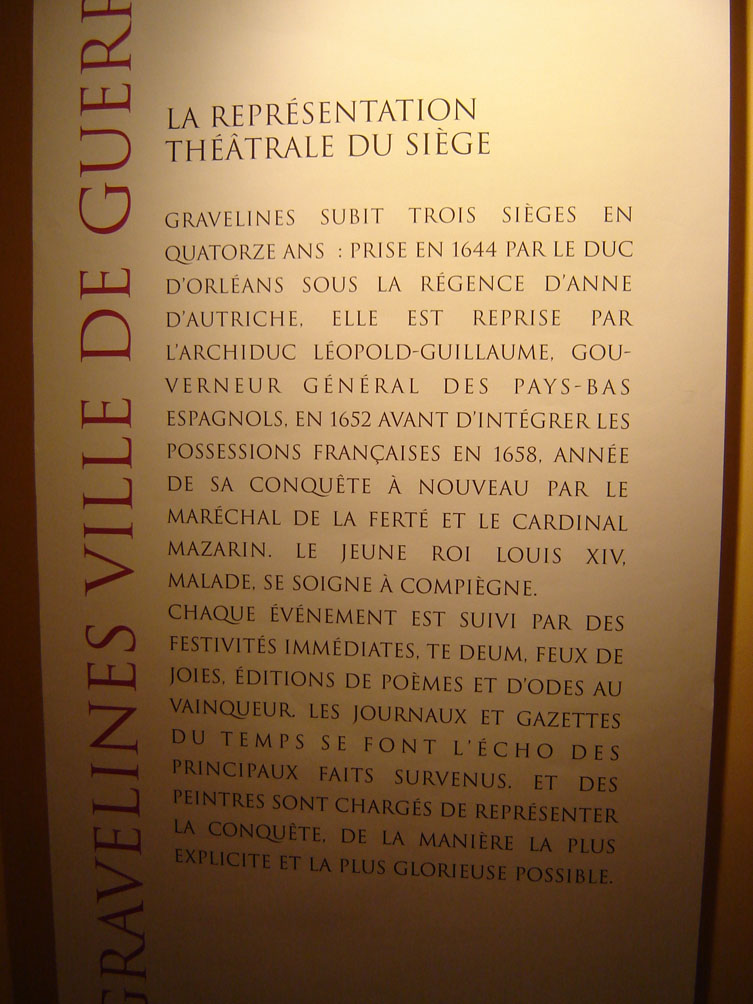 GRAVELINES VILLE DE GUERR
LA REPRÉSENTATION
THÉÂTRALE DU SIÈGE
GRAVELINES SUBIT TROIS SIÈGES EN
QUATORZE ANS : PRISE EN 1644 PAR LE DUC
D'ORLÉANS SOUS LA RÉGENCE D'ANNE
D'AUTRICHE, ELLE EST REPRISE PAR
L'ARCHIDUC LÉOPOLD-GUILLAUME, GOU-
VERNEUR GÉNÉRAL DES PAYS-BAS
ESPAGNOLS, EN 1652 AVANT D'INTÉGRER LES
POSSESSIONS FRANÇAISES EN 1658, ANNÉE
DE SA CONQUÊTE À NOUVEAU PAR LE
MARÉCHAL DE LA FERTÉ ET LE CARDINAL
MAZARIN. LE JEUNE ROI LOUIS XIV,
MALADE, SE SOIGNE À COMPIÈGNE.
CHAQUE ÉVÉNEMENT EST SUIVI PAR DES
FESTIVITÉS IMMÉDIATES, TE DEUM, FEUX DE
JOIES, ÉDITIONS DE POÈMES ET D'ODES AU
VAINQUEUR. LES JOURNAUX ET GAZETTES
DU TEMPS SE FONT L'ÉCHO DES
PRINCIPAUX FAITS SURVENUS. ET DES
PEINTRES SONT CHARGÉS DE REPRÉSENTER
LA CONQUÊTE, DE LA MANIÈRE LA PLUS
EXPLICITE ET LA PLUS GLORIEUSE POSSIBLE.